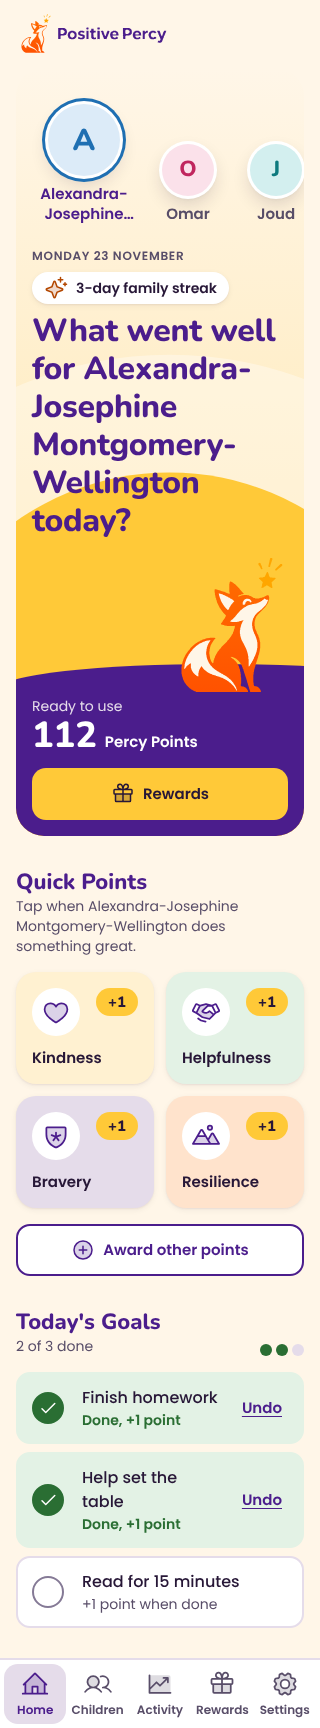 Positive Percy
A
O
J
Alexandra-
Josephine...
Omar
Joud
MONDAY 23 NOVEMBER
3-day family streak
What went well
for Alexandra-
Josephine
Montgomery-
Wellington
today?
Ready to use
112 Percy Points
Rewards
Quick Points
Tap when Alexandra-Josephine
Montgomery-Wellington does
something great.
+1
Kindness
+1
Helpfulness
+1
Bravery
+1
Resilience
Award other points
Today's Goals
2 of 3 done
Finish homework
Done, +1 point
Undo
Help set the
table
Done, +1 point
Undo
Read for 15 minutes
+1 point when done
Home
Children
Activity
Rewards
Settings